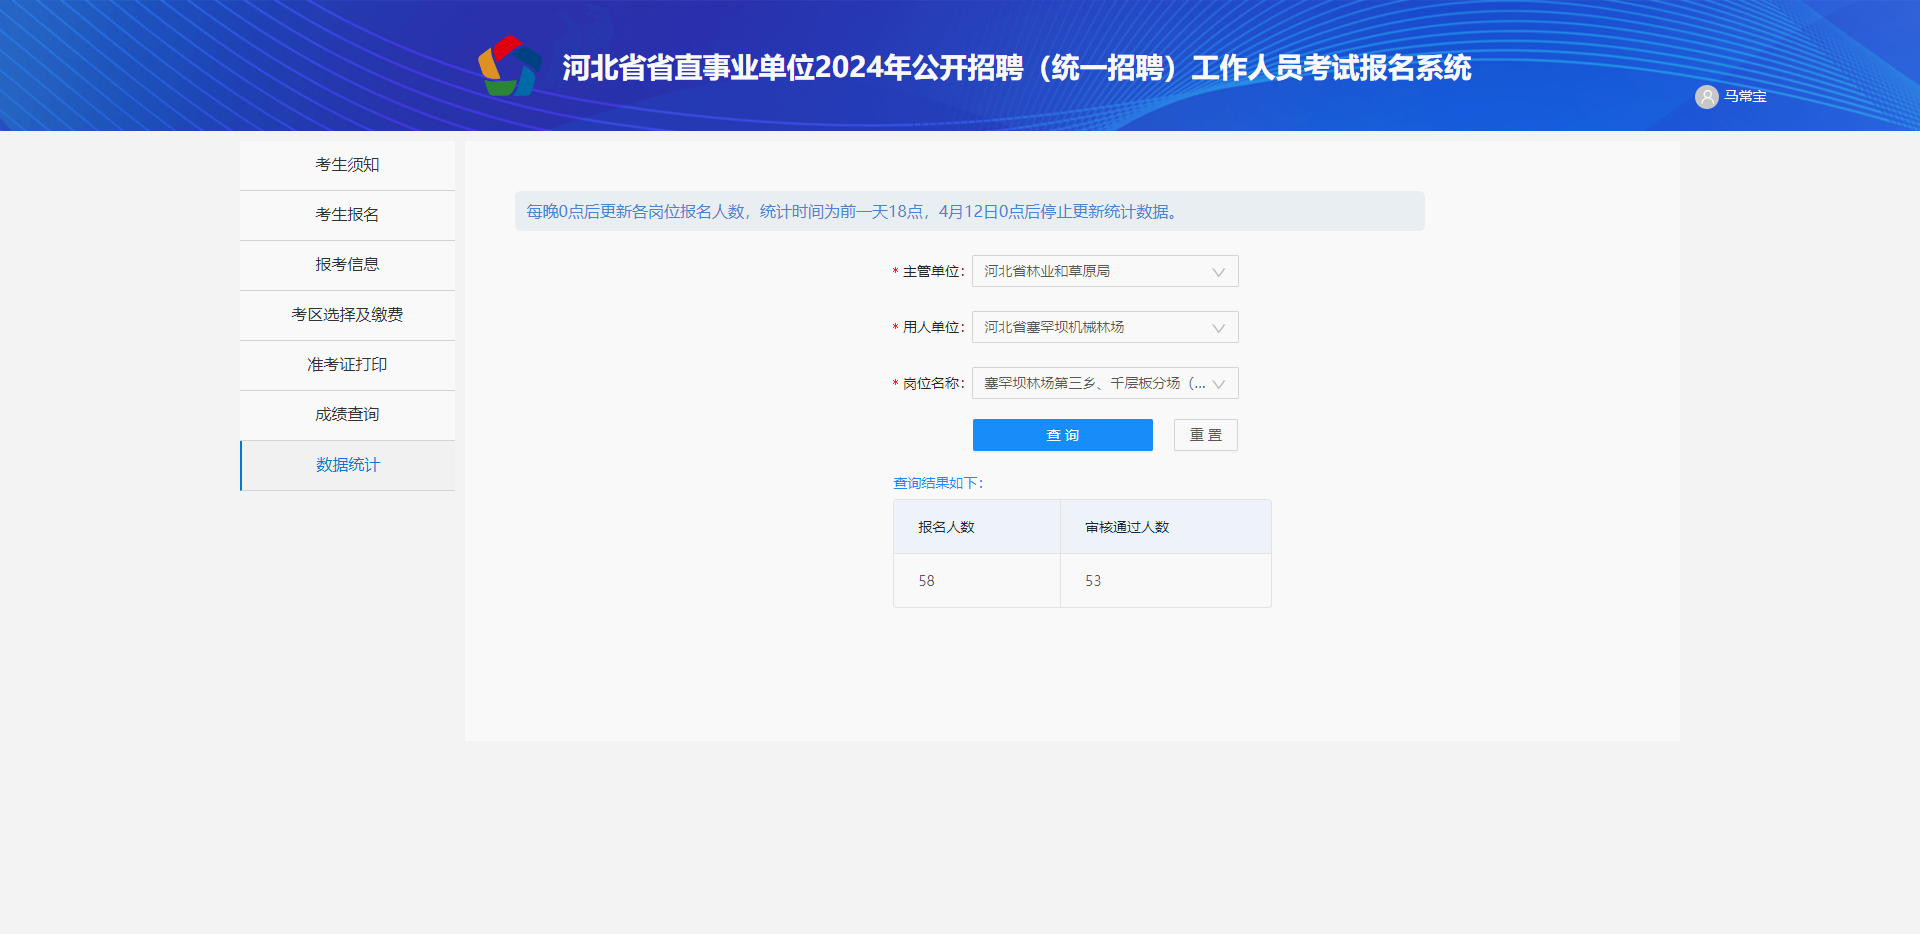 河北省省直事业单位2024年公开招聘（统一招聘）工作人员考试报名系统
马常宝
考生须知
考生报名
报考信息
考区选择及缴费
准考证打印
成绩查询
数据统计
每晚0点后更新各岗位报名人数，统计时间为前一天18点，4月12日0点后停止更新统计数据。
* 主管单位： 河北省林业和草原局
* 用人单位： 河北省塞罕坝机械林场
* 岗位名称： 塞罕坝林场第三乡、千层板分场（...
查 询 重 置
查询结果如下：
报名人数 审核通过人数
58 53